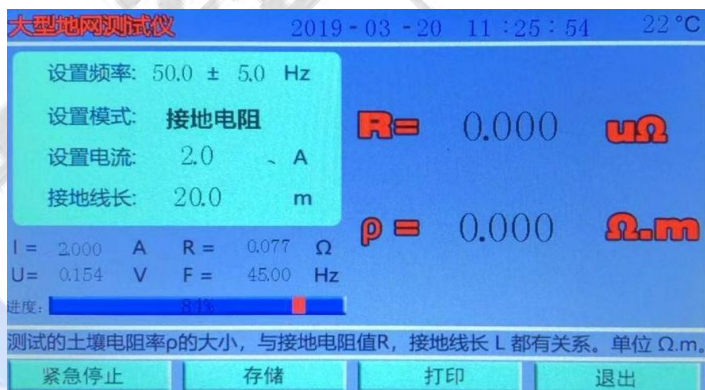 大型地网测试仪 2019-03-20 11:25:54 22℃
设置频率: 50.0 ± 5.0 Hz
设置模式: 接地电阻
设置电流: 2.0 、 A
接地线长: 20.0 m
R= 0.000 uΩ
ρ= 0.000 Ω.m
I = 2.000 A R = 0.077 Ω
U= 0.154 V F = 45.00 Hz
进度: 84%
测试的土壤电阻率ρ的大小，与接地电阻值R，接地线长 L 都有关系。单位 Ω.m。
紧急停止 存储 打印 退出